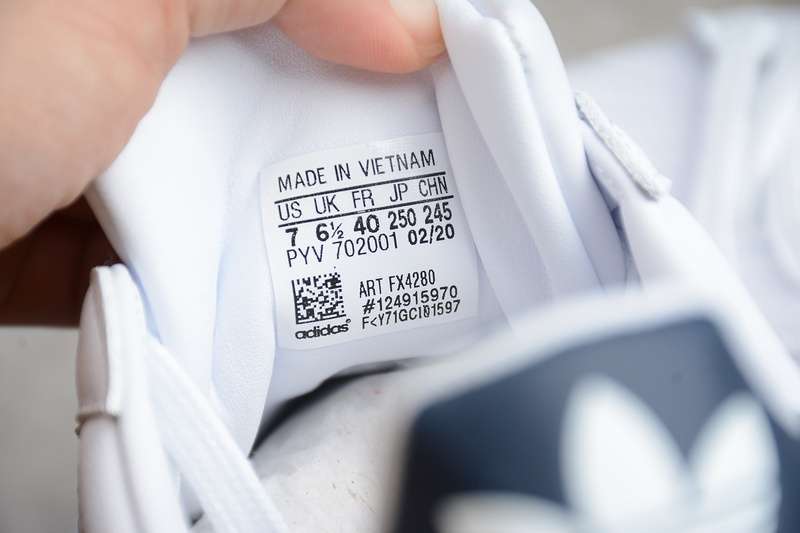 MADE IN VIETNAM
US UK FR JP CHN
7 6½ 40 250 245
PYV 702001 02/20
ART FX4280
#124915970
F<Y71GCI01597
adidas®